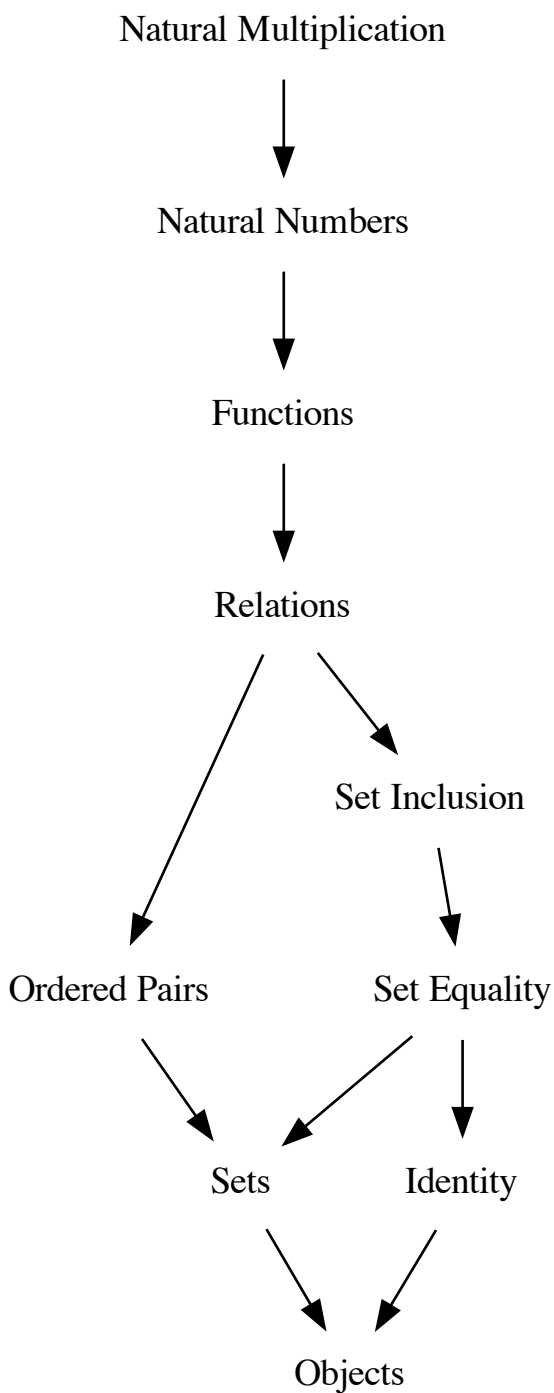 Natural Multiplication
Natural Numbers
Functions
Relations
Set Inclusion
Ordered Pairs
Set Equality
Sets
Identity
Objects